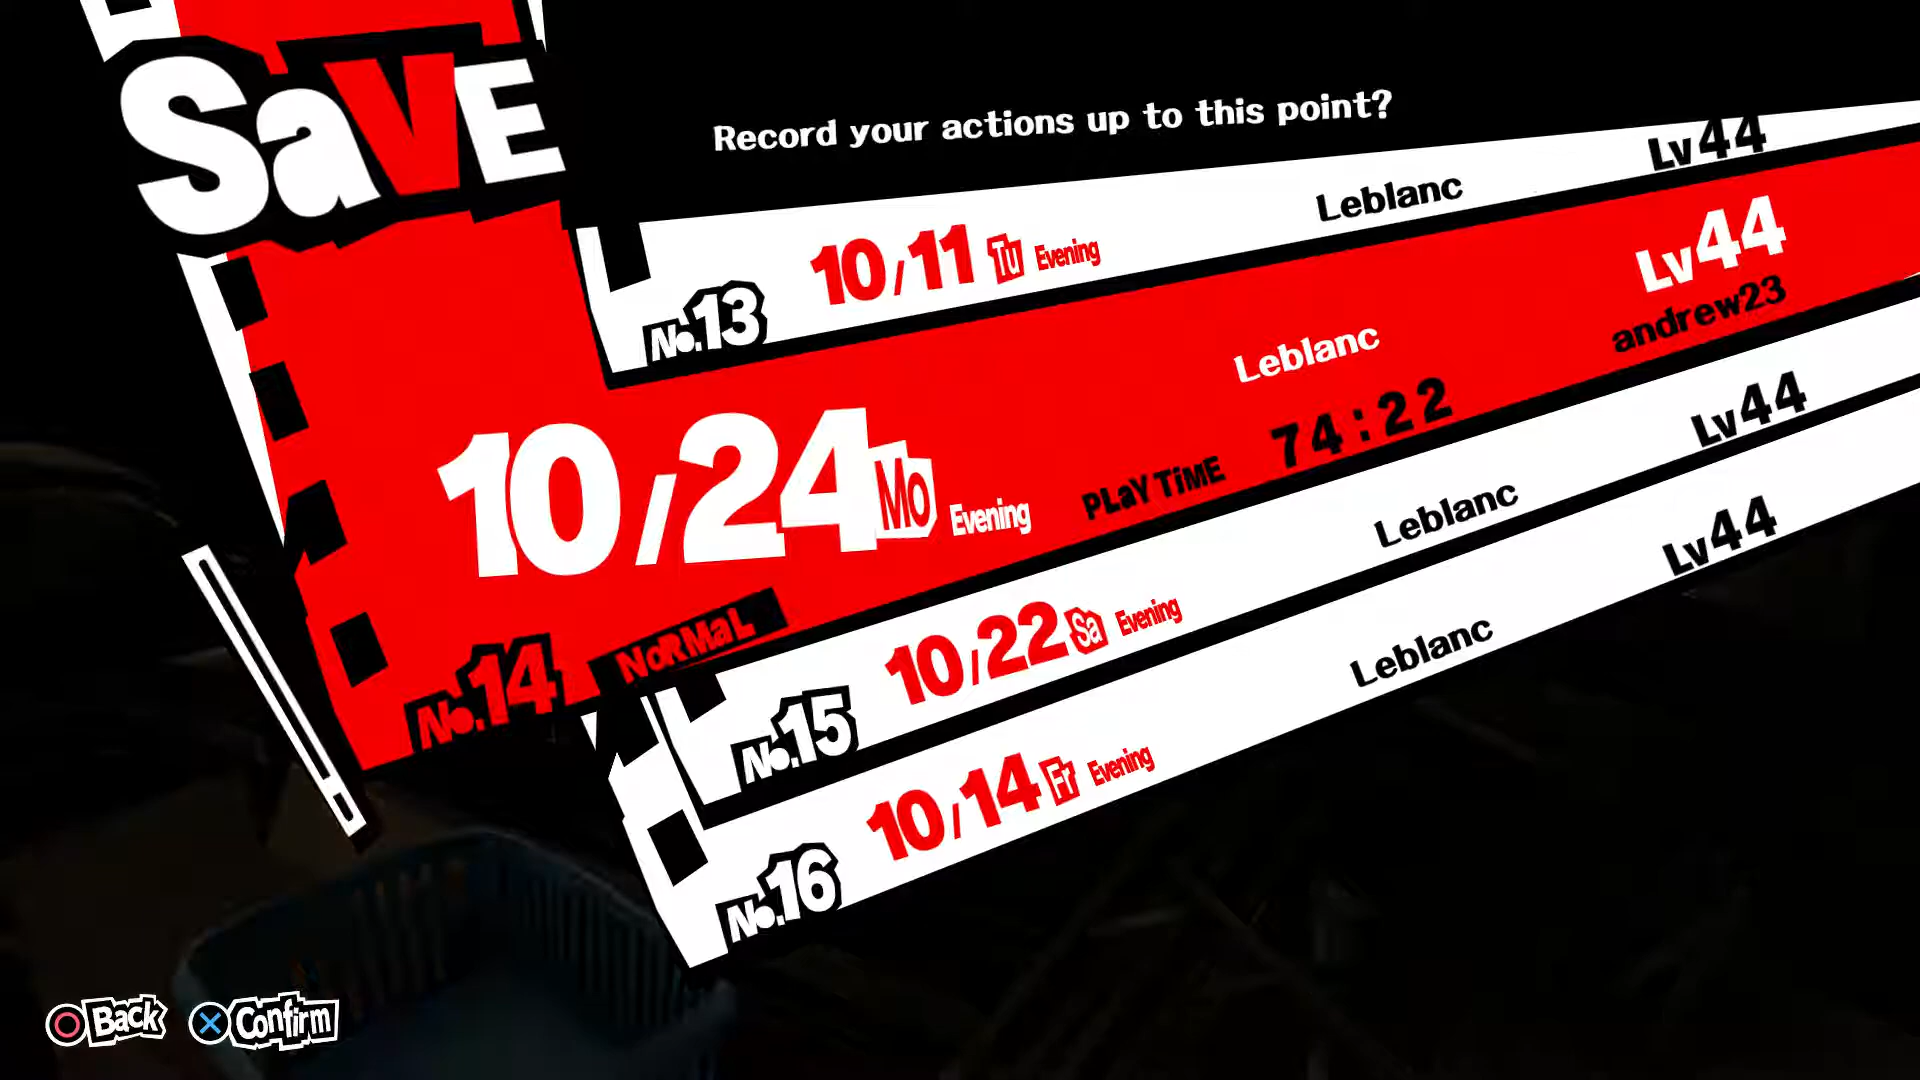 SaVE
Record your actions up to this point?
No.13 10/11 Tu Evening Leblanc Lv44
10/24 Mo Evening Leblanc Lv44
PLaY TiME 74:22 andrew23
No.14 NoRMaL
No.15 10/22 Sa Evening Leblanc Lv44
No.16 10/14 Fr Evening Leblanc Lv44
Back Confirm